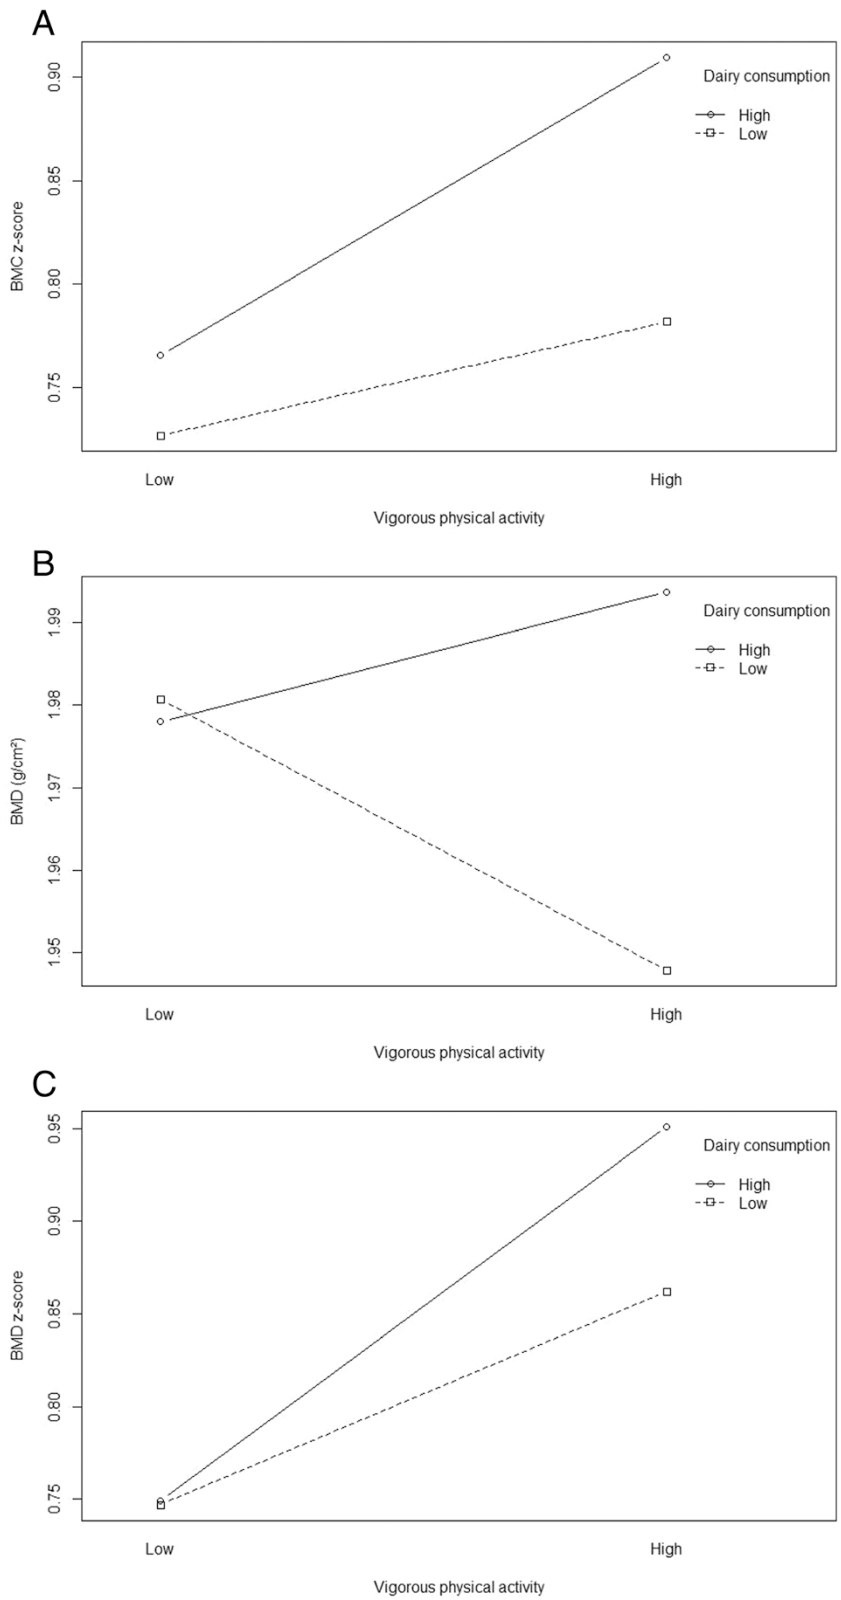 A
BMC z-score
0.90
0.85
0.80
0.75
Dairy consumption
High
Low
Low High
Vigorous physical activity
B
BMD (g/cm²)
1.99
1.98
1.97
1.96
1.95
Dairy consumption
High
Low
Low High
Vigorous physical activity
C
BMD z-score
0.95
0.90
0.85
0.80
0.75
Dairy consumption
High
Low
Low High
Vigorous physical activity